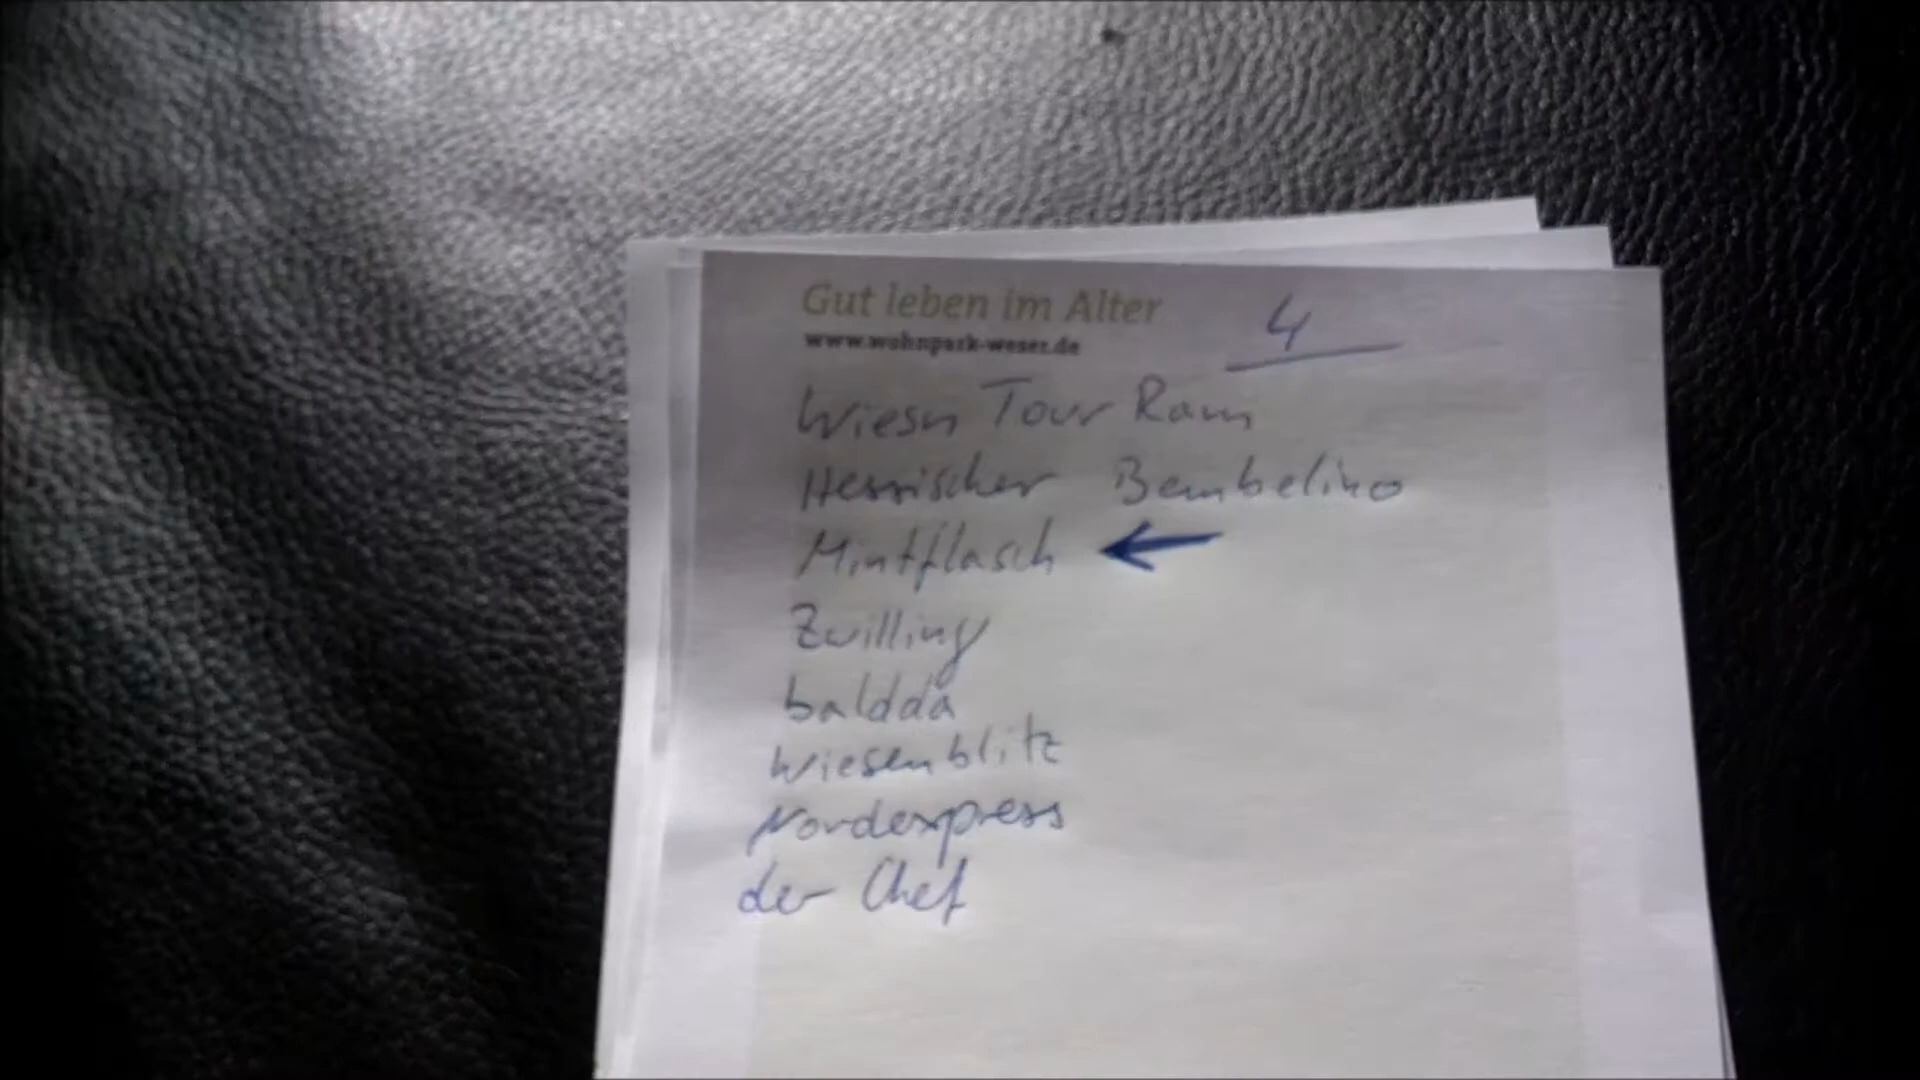 Gut leben im Alter
4
www.wohnpark-weser.de
Wiesn Tour Ram
Hessischer Bembelino
Mintflasch
Zwilling
baldda
Wiesenblitz
Nordexpress
der Chef